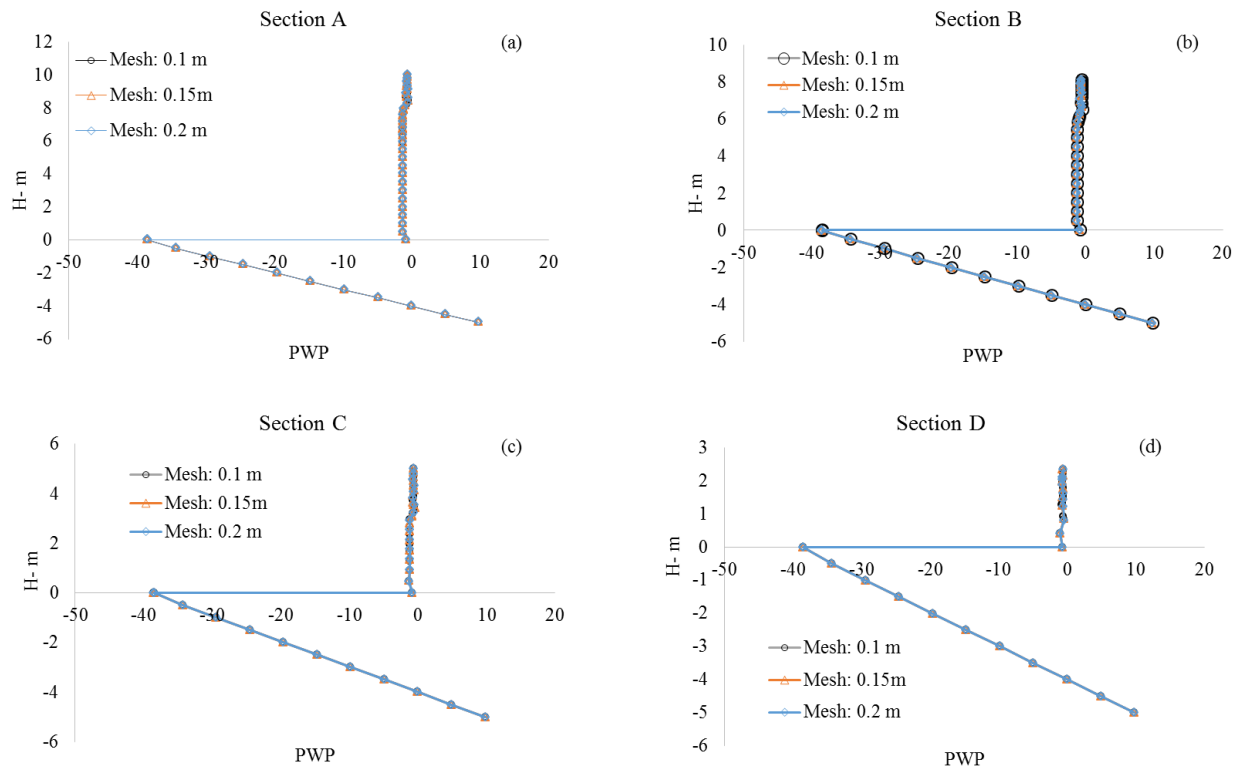 Section A
(a)
Mesh: 0.1 m
Mesh: 0.15m
Mesh: 0.2 m
12
10
8
6
4
2
0
-2
-4
-6
-50 -40 -30 -20 -10 0 10 20
H- m
PWP
Section B
(b)
Mesh: 0.1 m
Mesh: 0.15m
Mesh: 0.2 m
10
8
6
4
2
0
-2
-4
-6
-50 -40 -30 -20 -10 0 10 20
H- m
PWP
Section C
(c)
Mesh: 0.1 m
Mesh: 0.15m
Mesh: 0.2 m
6
4
2
0
-2
-4
-6
-50 -40 -30 -20 -10 0 10 20
H- m
PWP
Section D
(d)
3
2
1
0
-1
-2
-3
-4
-5
-6
-50 -40 -30 -20 -10 0 10 20
H- m
Mesh: 0.1 m
Mesh: 0.15m
Mesh: 0.2 m
PWP